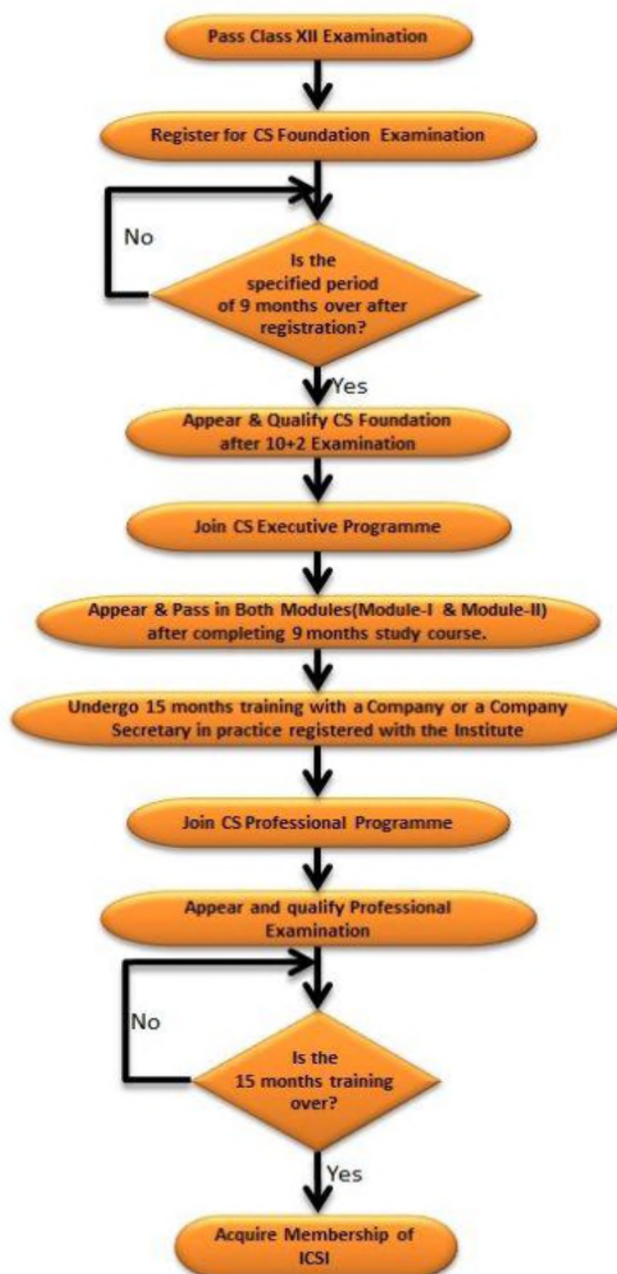 Pass Class XII Examination
Register for CS Foundation Examination
No
Is the
specified period
of 9 months over after
registration?
Yes
Appear & Qualify CS Foundation
after 10+2 Examination
Join CS Executive Programme
Appear & Pass in Both Modules(Module-I & Module-II)
after completing 9 months study course.
Undergo 15 months training with a Company or a Company
Secretary in practice registered with the Institute
Join CS Professional Programme
Appear and qualify Professional
Examination
No
Is the
15 months training
over?
Yes
Acquire Membership of
ICSI